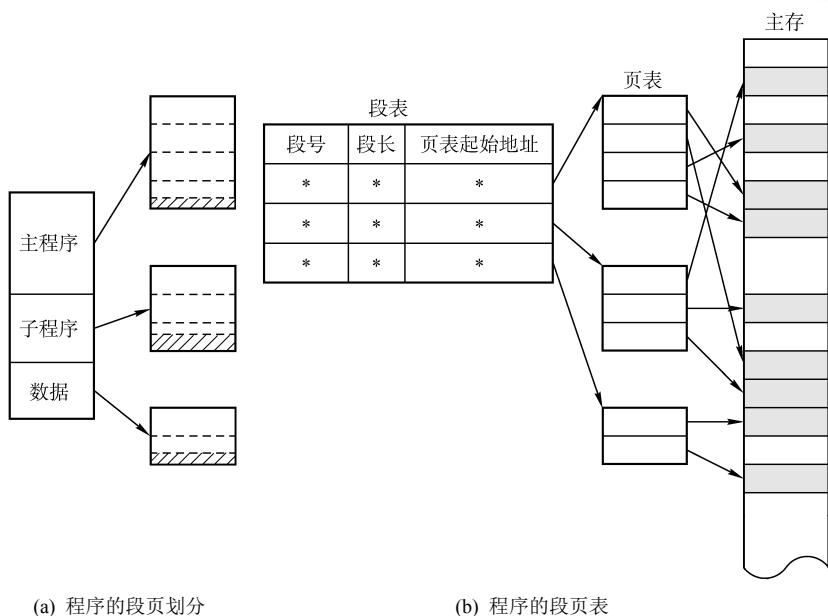 主存
页表
段表
段号 段长 页表起始地址
* * *
* * *
* * *
主程序
子程序
数据
(a) 程序的段页划分
(b) 程序的段页表